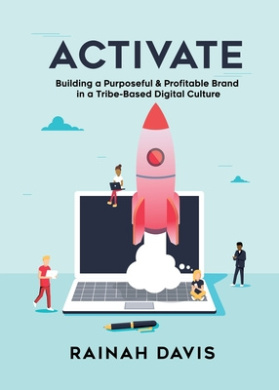 ACTIVATE
Building a Purposeful & Profitable Brand
in a Tribe-Based Digital Culture
RAINAH DAVIS